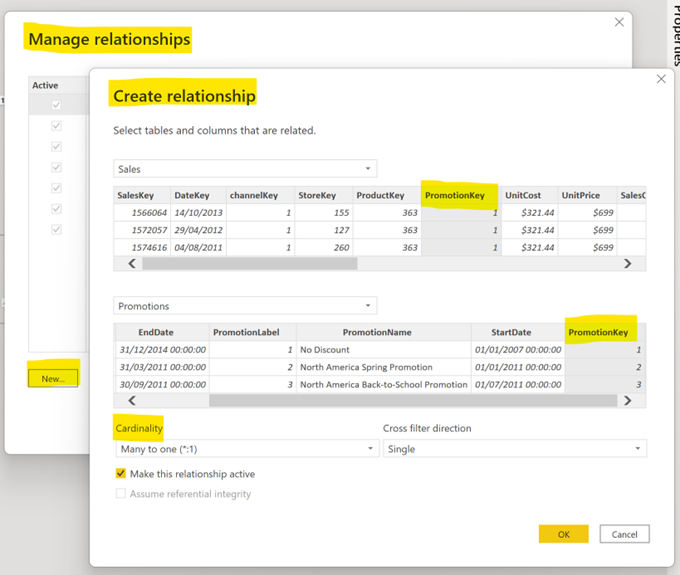 Properties
Manage relationships
Active
Create relationship
Select tables and columns that are related.
Sales
SalesKey DateKey channelKey StoreKey ProductKey PromotionKey UnitCost UnitPrice
1566064 14/10/2013 1 155 363 1 $321.44 $699
1572057 29/04/2012 1 127 363 1 $321.44 $699
1574616 04/08/2011 1 260 363 1 $321.44 $699
Promotions
EndDate PromotionLabel PromotionName StartDate PromotionKey
31/12/2014 00:00:00 1 No Discount 01/01/2007 00:00:00 1
31/03/2011 00:00:00 2 North America Spring Promotion 01/01/2011 00:00:00 2
30/09/2011 00:00:00 3 North America Back-to-School Promotion 01/07/2011 00:00:00 3
New...
Cardinality Cross filter direction
Many to one (*:1) Single
Make this relationship active
Assume referential integrity
OK Cancel